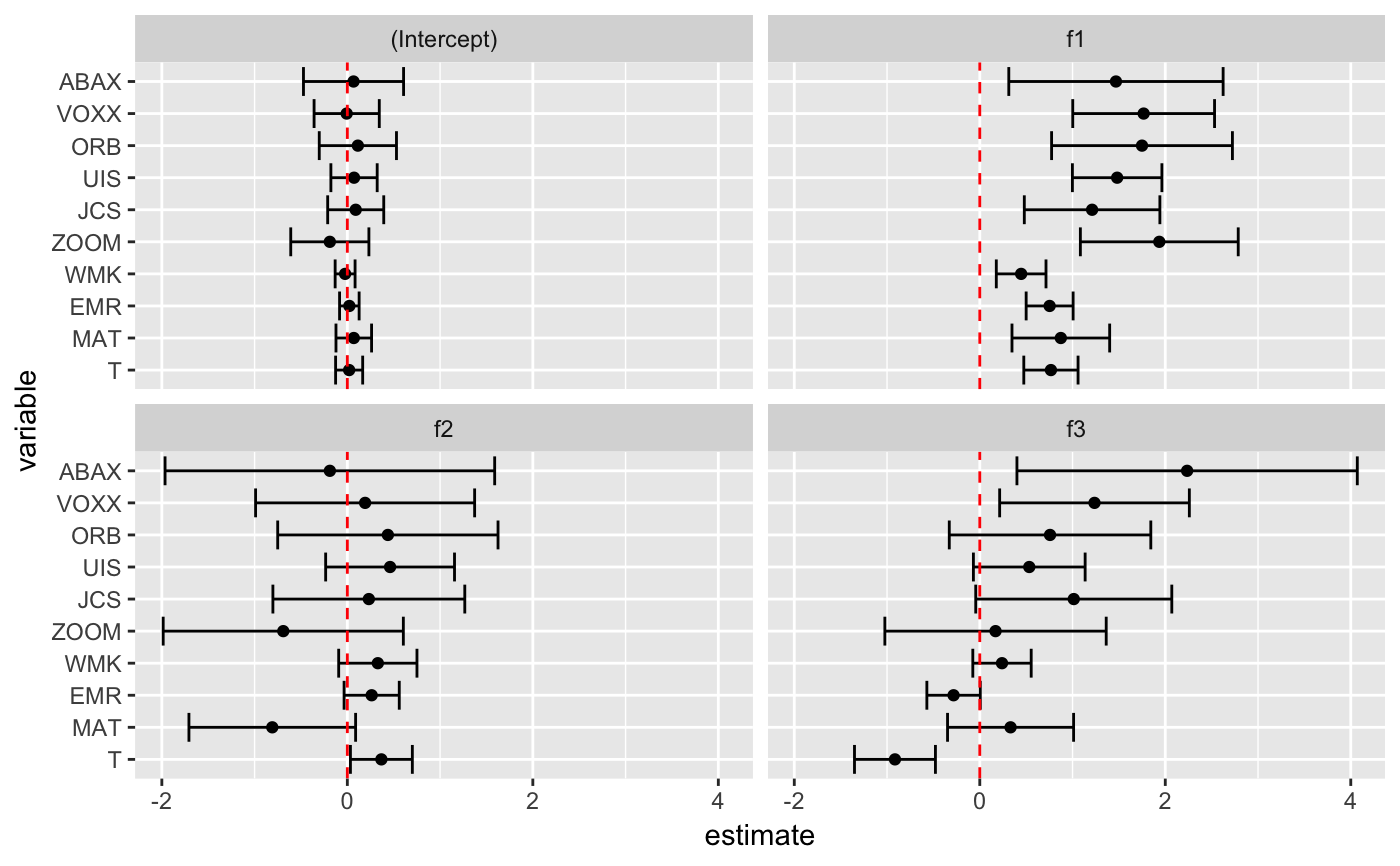 (Intercept)
f1
ABAX
VOXX
ORB
UIS
JCS
ZOOM
WMK
EMR
MAT
T
f2
f3
ABAX
VOXX
ORB
UIS
JCS
ZOOM
WMK
EMR
MAT
T
-2 0 2 4
-2 0 2 4
estimate
variable